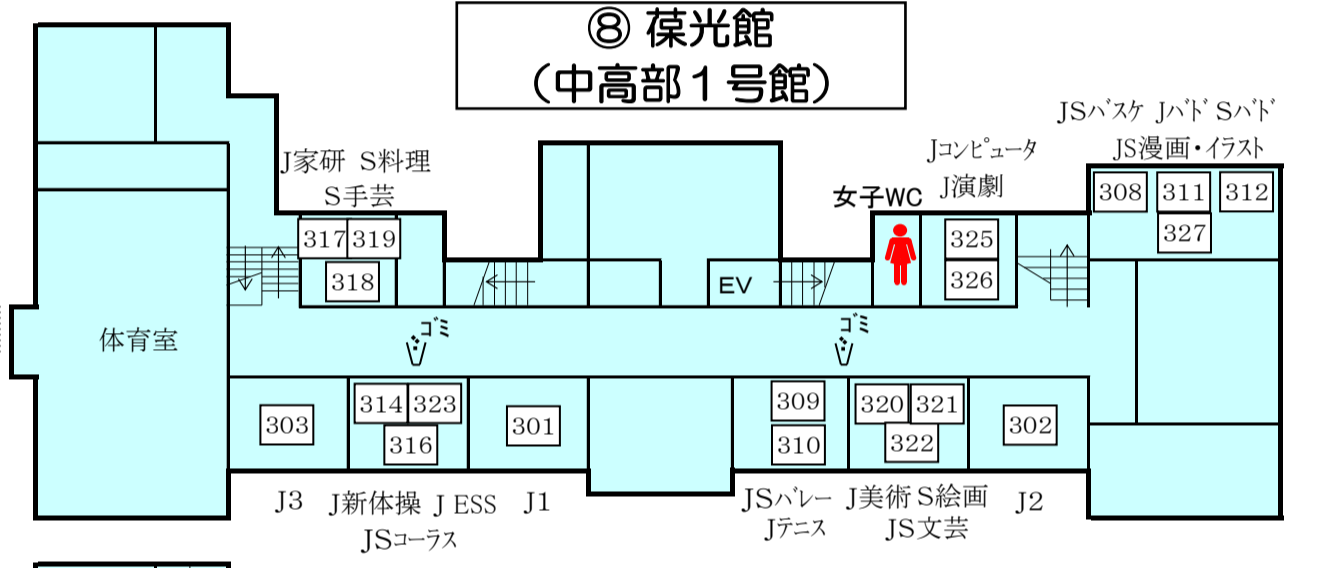 ⑧ 葆光館
（中高部１号館）
JSバスケ Jバド Sバド
JS漫画・イラスト
308 311 312
327
Jコンピュータ
J演劇
女子WC
325
326
J家研 S料理
S手芸
317 319
318
EV
ゴミ
ゴミ
体育室
303
314 323
316
301
309
310
320 321
322
302
J3
J新体操 J ESS
JSコーラス
J1
JSバレー
Jテニス
J美術 S絵画
JS文芸
J2